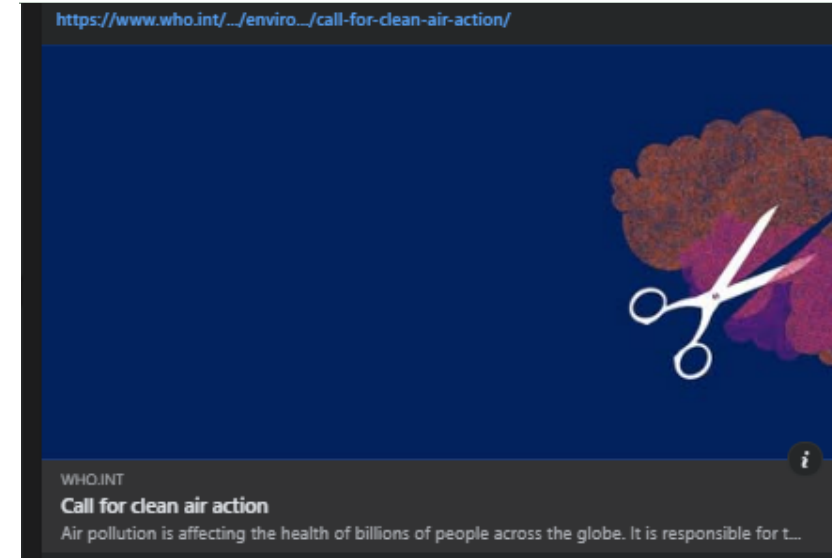 https://www.who.int/.../enviro.../call-for-clean-air-action/
i
WHO.INT
Call for clean air action
Air pollution is affecting the health of billions of people across the globe. It is responsible for t...